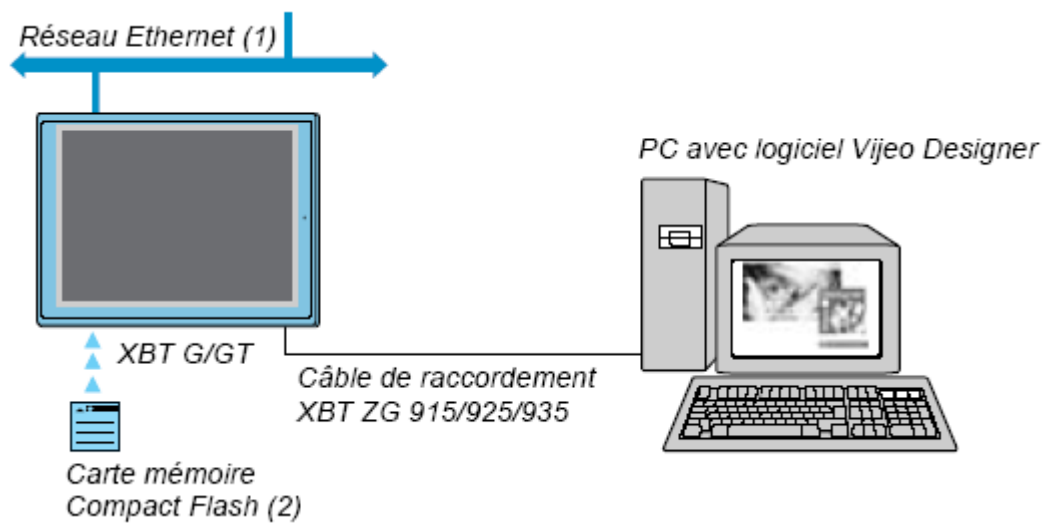 Réseau Ethernet (1)
PC avec logiciel Vijeo Designer
XBT G/GT
Câble de raccordement
XBT ZG 915/925/935
Carte mémoire
Compact Flash (2)